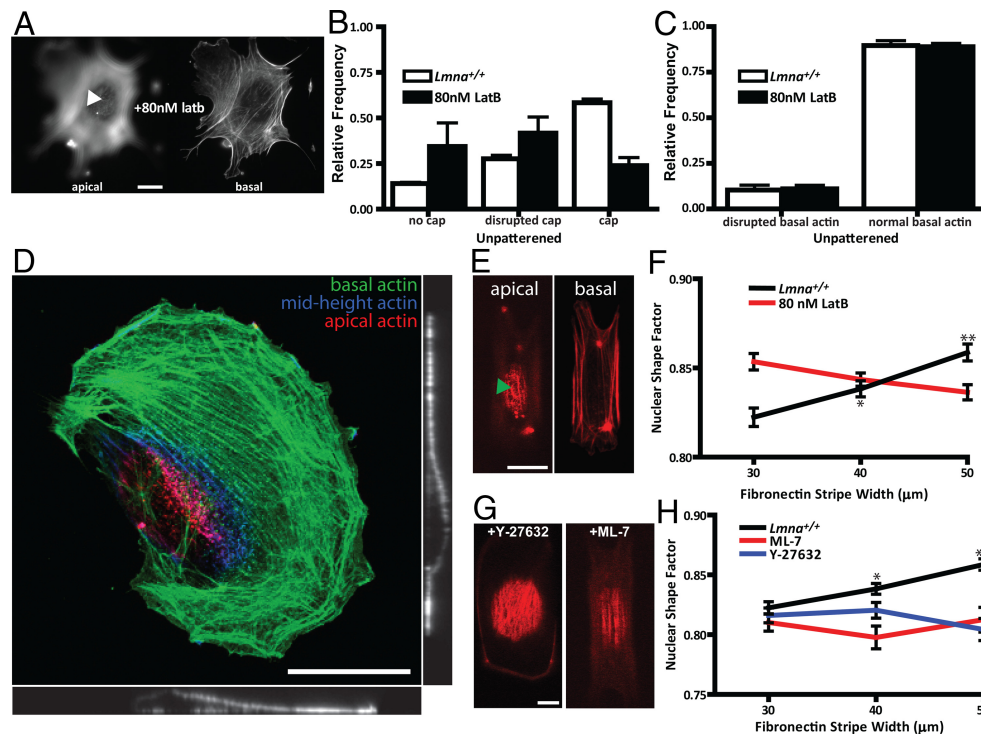 A
+80nM latb
apical
basal
B
Relative Frequency
1.00
0.75
0.50
0.25
0.00
Lmna+/+
80nM LatB
no cap
disrupted cap
cap
Unpatterened
C
Relative Frequency
1.00
0.75
0.50
0.25
0.00
Lmna+/+
80nM LatB
disrupted basal actin
normal basal actin
Unpatterened
D
basal actin
mid-height actin
apical actin
E
apical
basal
F
Nuclear Shape Factor
0.90
0.85
0.80
Lmna+/+
80 nM LatB
*
**
30
40
50
Fibronectin Stripe Width (μm)
G
+Y-27632
+ML-7
H
Nuclear Shape Factor
0.90
0.85
0.80
0.75
Lmna+/+
ML-7
Y-27632
*
*
30
40
Fibronectin Stripe Width (μm)